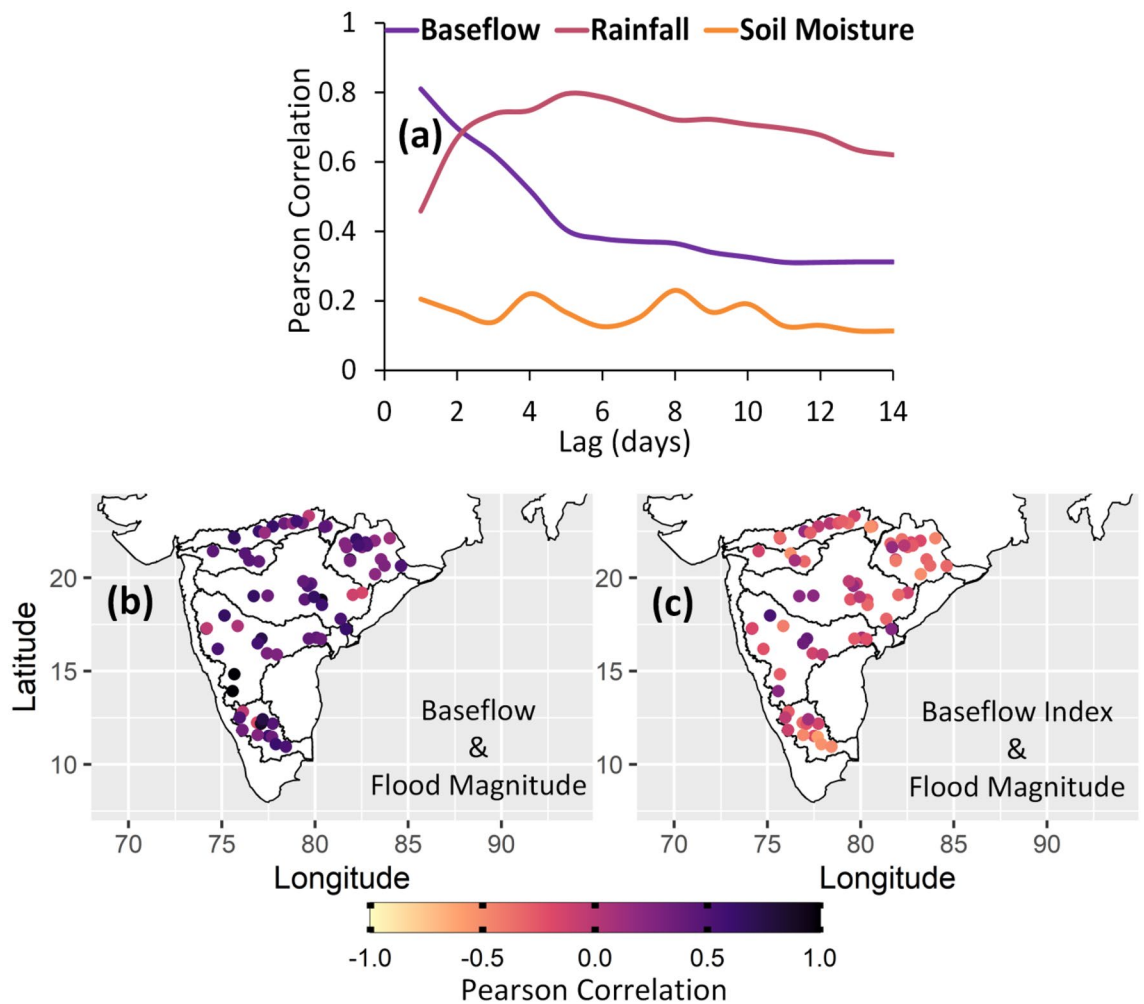 Baseflow Rainfall Soil Moisture
1
0.8
0.6
0.4
0.2
0
Pearson Correlation
(a)
0 2 4 6 8 10 12 14
Lag (days)
20
15
10
Latitude
(b)
Baseflow
&
Flood Magnitude
70 75 80 85 90
Longitude
(c)
Baseflow Index
&
Flood Magnitude
70 75 80 85 90
Longitude
-1.0 -0.5 0.0 0.5 1.0
Pearson Correlation